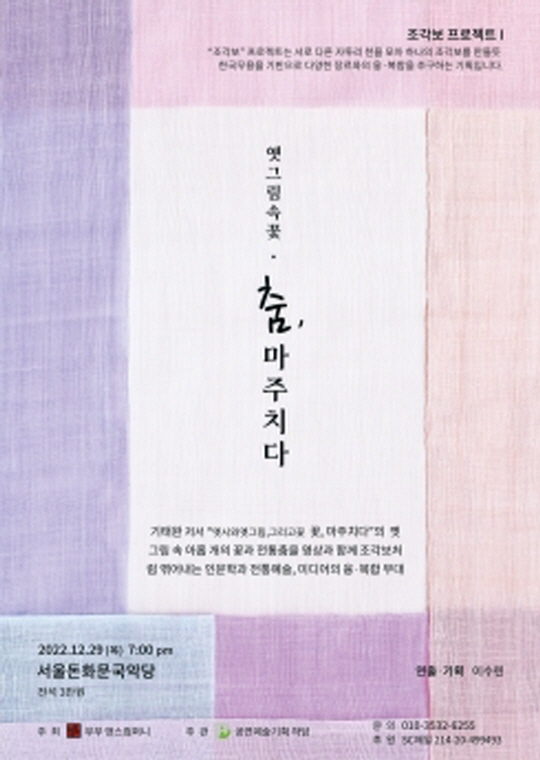 조각보 프로젝트 I
"조각보" 프로젝트는 서로 다른 자투리 천을 모아 하나의 조각보를 만들듯
한국무용을 기반으로 다양한 장르와의 융·복합을 추구하는 기획입니다.
옛그림속꽃
·
춤,
마주치다
기태완 저서 "옛사와옛그림,그리고꽃 꽃, 마주치다"의 옛
그림 속 아홉 개의 꽃과 전통춤을 영상과 함께 조각보처
럼 엮어내는 인문학과 전통예술, 미디어의 융·복합 무대
2022.12.29 (목) 7:00 pm
서울돈화문국악당
전석 1만원
연출·기획 이수현
주 최 댄스컴퍼니
주 관 공연예술기획
문 의 010-3532-6255
후 원 SC제일 214-20-499493